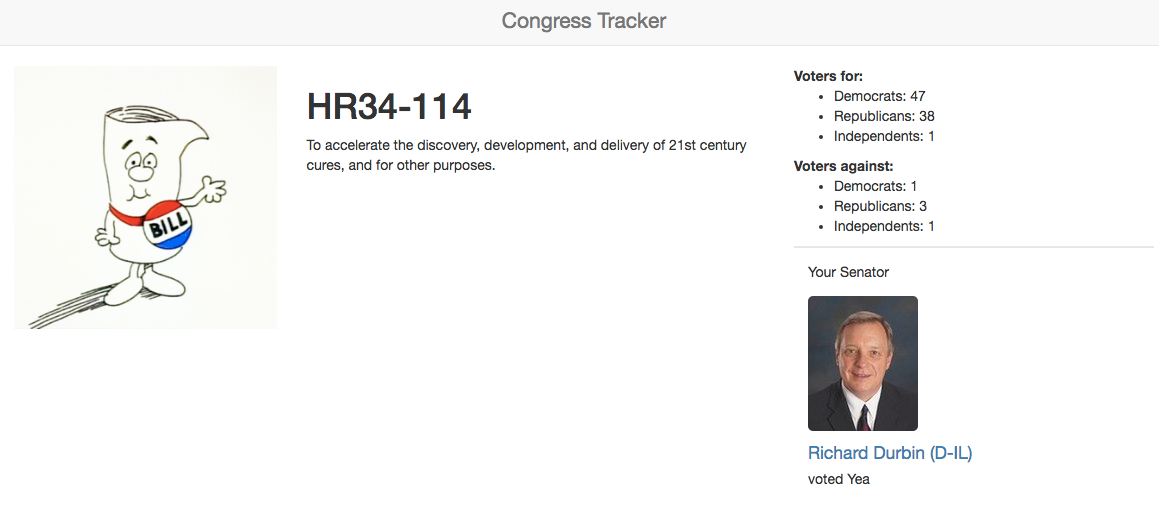 Congress Tracker
BILL
HR34-114
To accelerate the discovery, development, and delivery of 21st century
cures, and for other purposes.
Voters for:
• Democrats: 47
• Republicans: 38
• Independents: 1
Voters against:
• Democrats: 1
• Republicans: 3
• Independents: 1
Your Senator
Richard Durbin (D-IL)
voted Yea